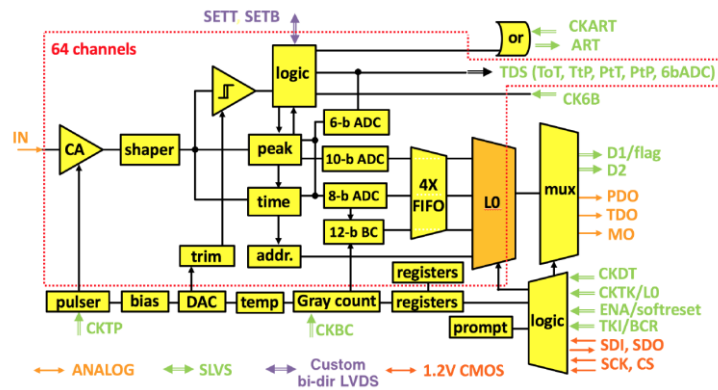 SETT SETB
64 channels
or
CKART
ART
logic
TDS (ToT, TtP, PtT, PtP, 6bADC)
CK6B
6-b ADC
IN
CA
shaper
peak
10-b ADC
4X
FIFO
L0
mux
D1/flag
D2
PDO
TDO
MO
time
8-b ADC
12-b BC
trim
addr.
registers
pulser
bias
DAC
temp
Gray count
registers
logic
prompt
CKTP
CKBC
CKDT
CKTK/L0
ENA/softreset
TKI/BCR
SDI, SDO
SCK, CS
ANALOG
SLVS
Custom
bi-dir LVDS
1.2V CMOS